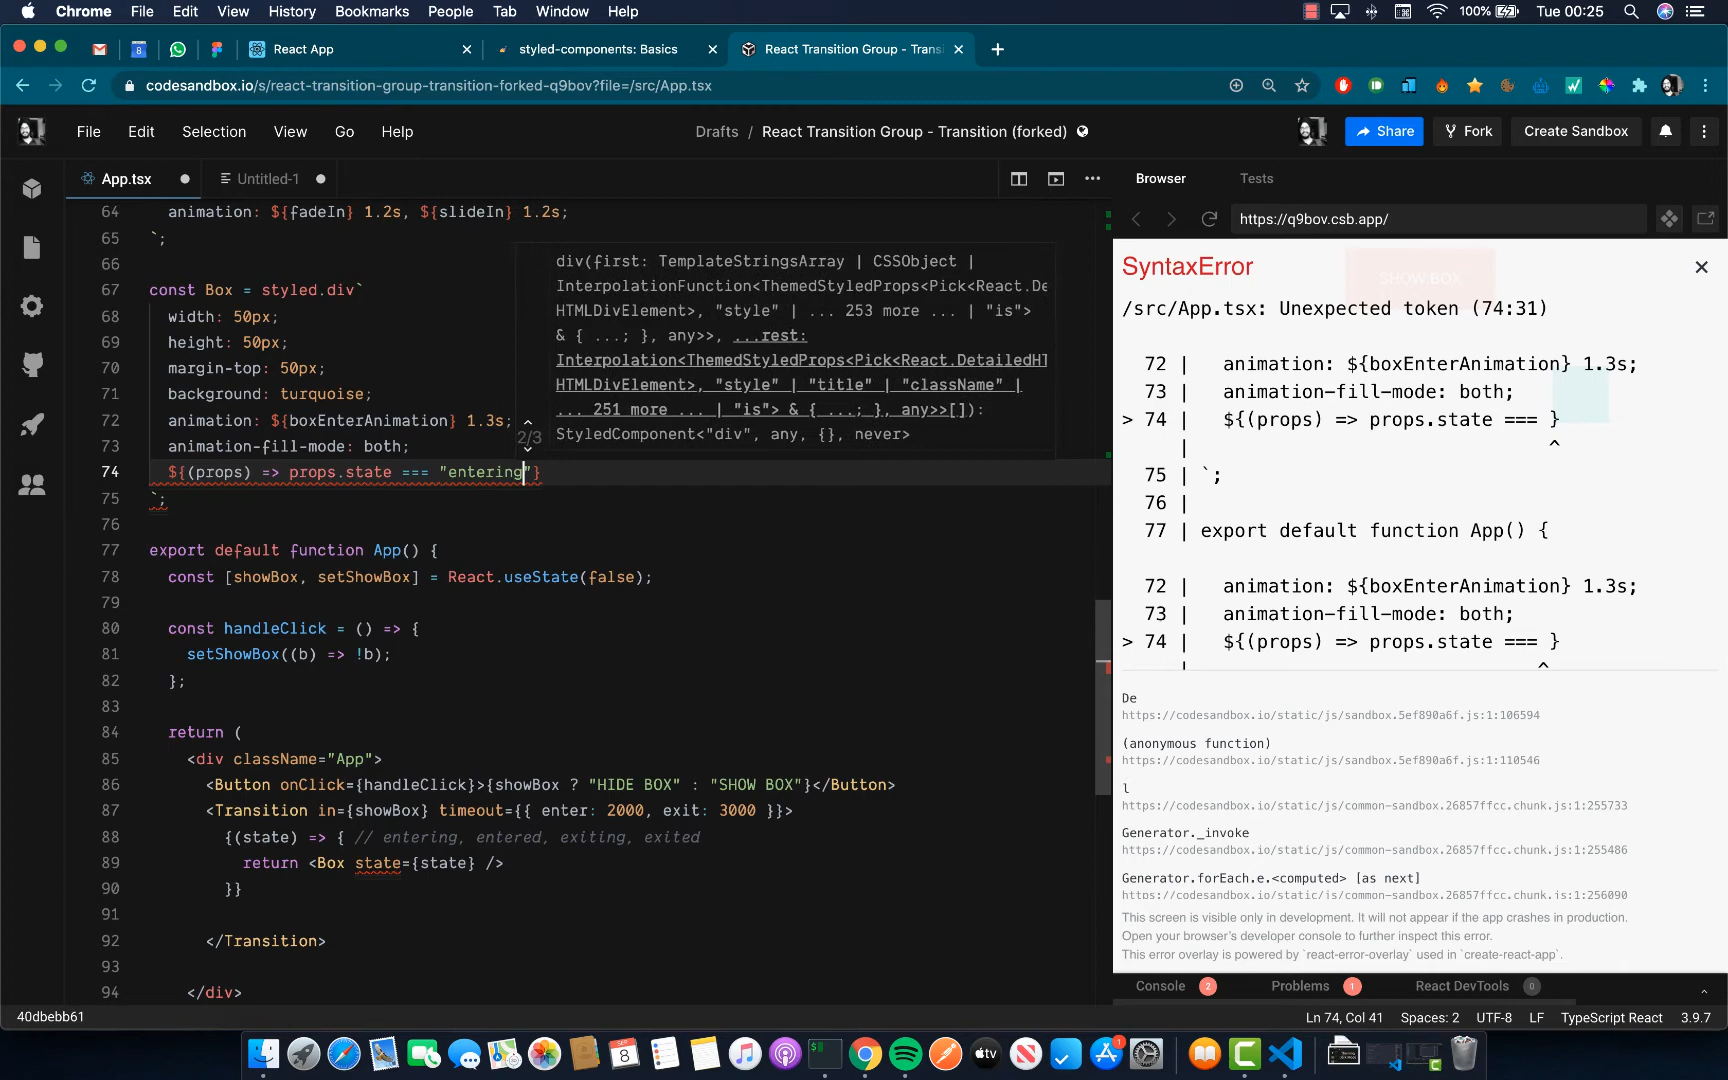 Chrome File Edit View History Bookmarks People Tab Window Help 100% Tue 00:25
React App styled-components: Basics React Transition Group - Trans
codesandbox.io/s/react-transition-group-transition-forked-q9bov?file=/src/App.tsx
File Edit Selection View Go Help Drafts / React Transition Group - Transition (forked) Share Fork Create Sandbox
App.tsx Untitled-1 Browser Tests
https://q9bov.csb.app/
64 animation: ${fadeIn} 1.2s, ${slideIn} 1.2s;
65 `;
66
67 const Box = styled.div`
68 width: 50px;
69 height: 50px;
70 margin-top: 50px;
71 background: turquoise;
72 animation: ${boxEnterAnimation} 1.3s;
73 animation-fill-mode: both;
74 ${(props) => props.state === "entering"}
75 `;
76
77 export default function App() {
78 const [showBox, setShowBox] = React.useState(false);
79
80 const handleClick = () => {
81 setShowBox((b) => !b);
82 };
83
84 return (
85 <div className="App">
86 <Button onClick={handleClick}>{showBox ? "HIDE BOX" : "SHOW BOX"}</Button>
87 <Transition in={showBox} timeout={{ enter: 2000, exit: 3000 }}>
88 {(state) => { // entering, entered, exiting, exited
89 return <Box state={state} />
90 }}
91
92 </Transition>
93
94 </div>
div(first: TemplateStringsArray | CSSObject |
InterpolationFunction<ThemedStyledProps<Pick<React.De
HTMLDivElement>, "style" | ... 253 more ... | "is">
& { ...; }, any>>, ...rest:
Interpolation<ThemedStyledProps<Pick<React.DetailedHT
HTMLDivElement>, "style" | "title" | "className" |
... 251 more ... | "is"> & { ...; }, any>>[]):
2/3
StyledComponent<"div", any, {}, never>
SyntaxError
SHOW BOX
/src/App.tsx: Unexpected token (74:31)
72 | animation: ${boxEnterAnimation} 1.3s;
73 | animation-fill-mode: both;
> 74 | ${(props) => props.state === }
| ^
75 | `;
76 |
77 | export default function App() {
72 | animation: ${boxEnterAnimation} 1.3s;
73 | animation-fill-mode: both;
> 74 | ${(props) => props.state === }
| ^
De
https://codesandbox.io/static/js/sandbox.5ef890a6f.js:1:106594
(anonymous function)
https://codesandbox.io/static/js/sandbox.5ef890a6f.js:1:110546
l
https://codesandbox.io/static/js/common-sandbox.26857ffcc.chunk.js:1:255733
Generator._invoke
https://codesandbox.io/static/js/common-sandbox.26857ffcc.chunk.js:1:255486
Generator.forEach.e.<computed> [as next]
https://codesandbox.io/static/js/common-sandbox.26857ffcc.chunk.js:1:256090
This screen is visible only in development. It will not appear if the app crashes in production.
Open your browser's developer console to further inspect this error.
This error overlay is powered by `react-error-overlay` used in `create-react-app`.
Console 2 Problems 1 React DevTools 0
40dbebb61 Ln 74, Col 41 Spaces: 2 UTF-8 LF TypeScript React 3.9.7